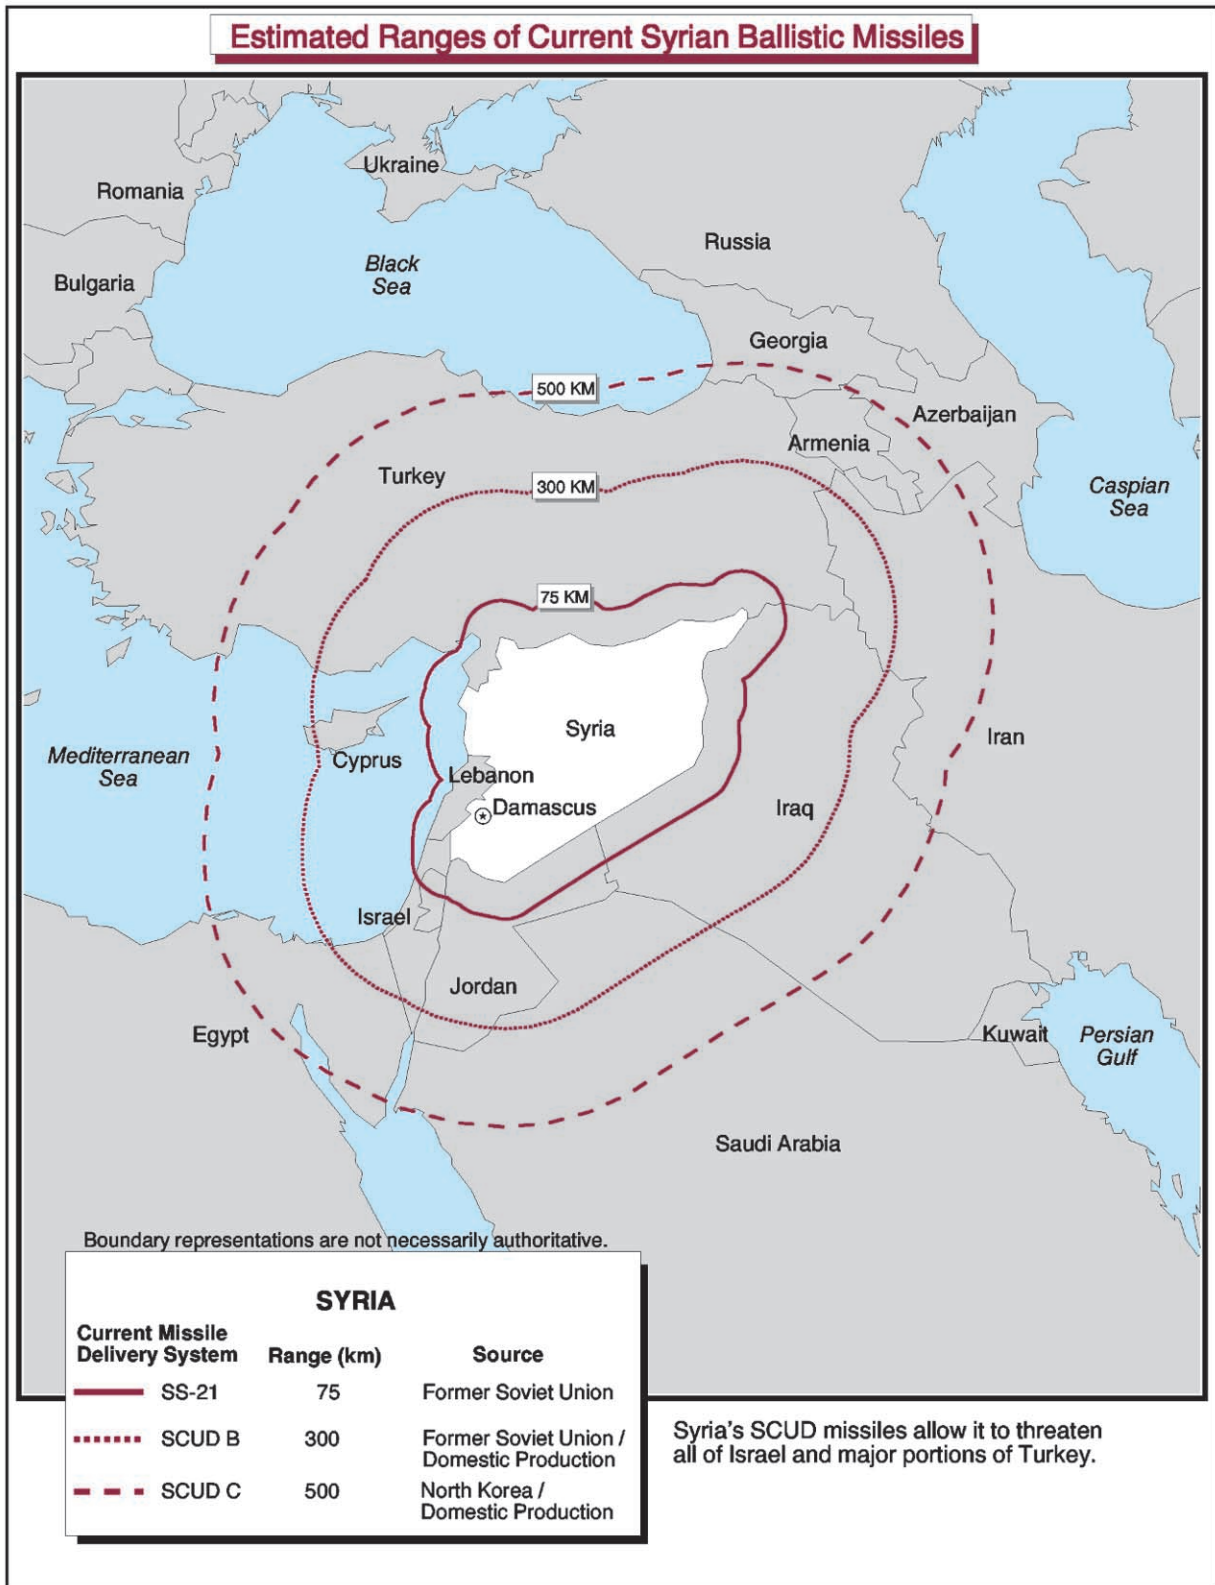 Estimated Ranges of Current Syrian Ballistic Missiles
Ukraine
Romania
Russia
Black
Sea
Bulgaria
Georgia
500 KM
Azerbaijan
Armenia
Turkey
300 KM
Caspian
Sea
75 KM
Syria
Iran
Mediterranean
Sea
Cyprus
Lebanon
Damascus
Iraq
Israel
Jordan
Egypt
Kuwait
Persian
Gulf
Saudi Arabia
Boundary representations are not necessarily authoritative.
SYRIA
Current Missile
Delivery System Range (km) Source
SS-21 75 Former Soviet Union
SCUD B 300 Former Soviet Union /
Domestic Production
SCUD C 500 North Korea /
Domestic Production
Syria's SCUD missiles allow it to threaten
all of Israel and major portions of Turkey.